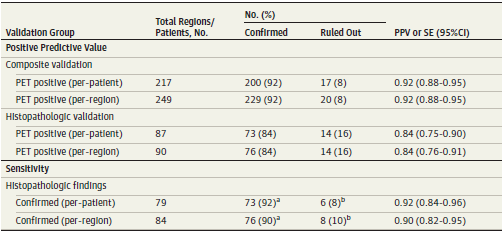 No. (%)
Validation Group Total Regions/ Patients, No. Confirmed Ruled Out PPV or SE (95%CI)
Positive Predictive Value
Composite validation
PET positive (per-patient) 217 200 (92) 17 (8) 0.92 (0.88-0.95)
PET positive (per-region) 249 229 (92) 20 (8) 0.92 (0.88-0.95)
Histopathologic validation
PET positive (per-patient) 87 73 (84) 14 (16) 0.84 (0.75-0.90)
PET positive (per-region) 90 76 (84) 14 (16) 0.84 (0.76-0.91)
Sensitivity
Histopathologic findings
Confirmed (per-patient) 79 73 (92)a 6 (8)b 0.92 (0.84-0.96)
Confirmed (per-region) 84 76 (90)a 8 (10)b 0.90 (0.82-0.95)